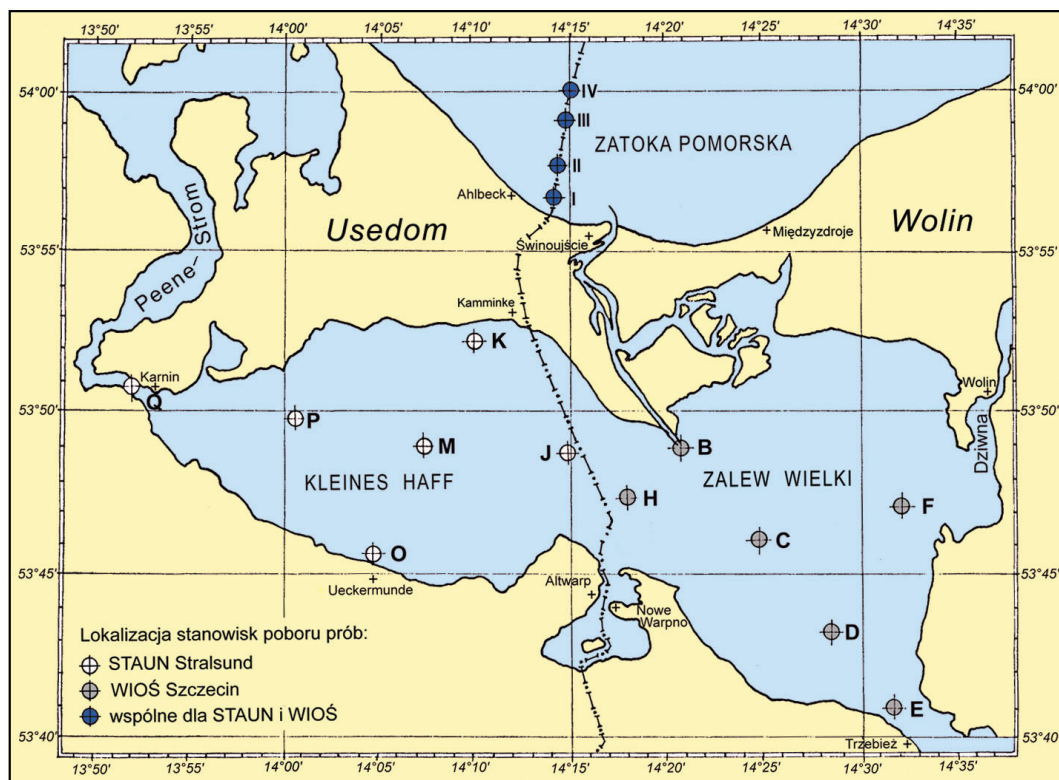 13°50' 14°00' 14°05' 14°10' 14°15' 14°20' 14°25' 14°30' 14°35'
54°00' IV 54°00'
III
ZATOKA POMORSKA
II
Ahlbeck I
Usedom Wolin
Peene-Strom
Świnoujście Międzyzdroje
53°55' 53°55'
Kamminke
K
Karnin Wolin
Q
53°50' 53°50'
P
M J B
KLEINES HAFF ZALEW WIELKI
Dziwna
H F
C
O
53°45' 53°45'
Ueckermunde Altwarp
Nowe
Warpno
D
Lokalizacja stanowisk poboru prób:
STAUN Stralsund
WIOŚ Szczecin
E
wspólne dla STAUN i WIOŚ
53°40' Trzebież 53°40'
13°50' 14°00' 14°05' 14°10' 14°15' 14°20' 14°25' 14°30' 14°35'